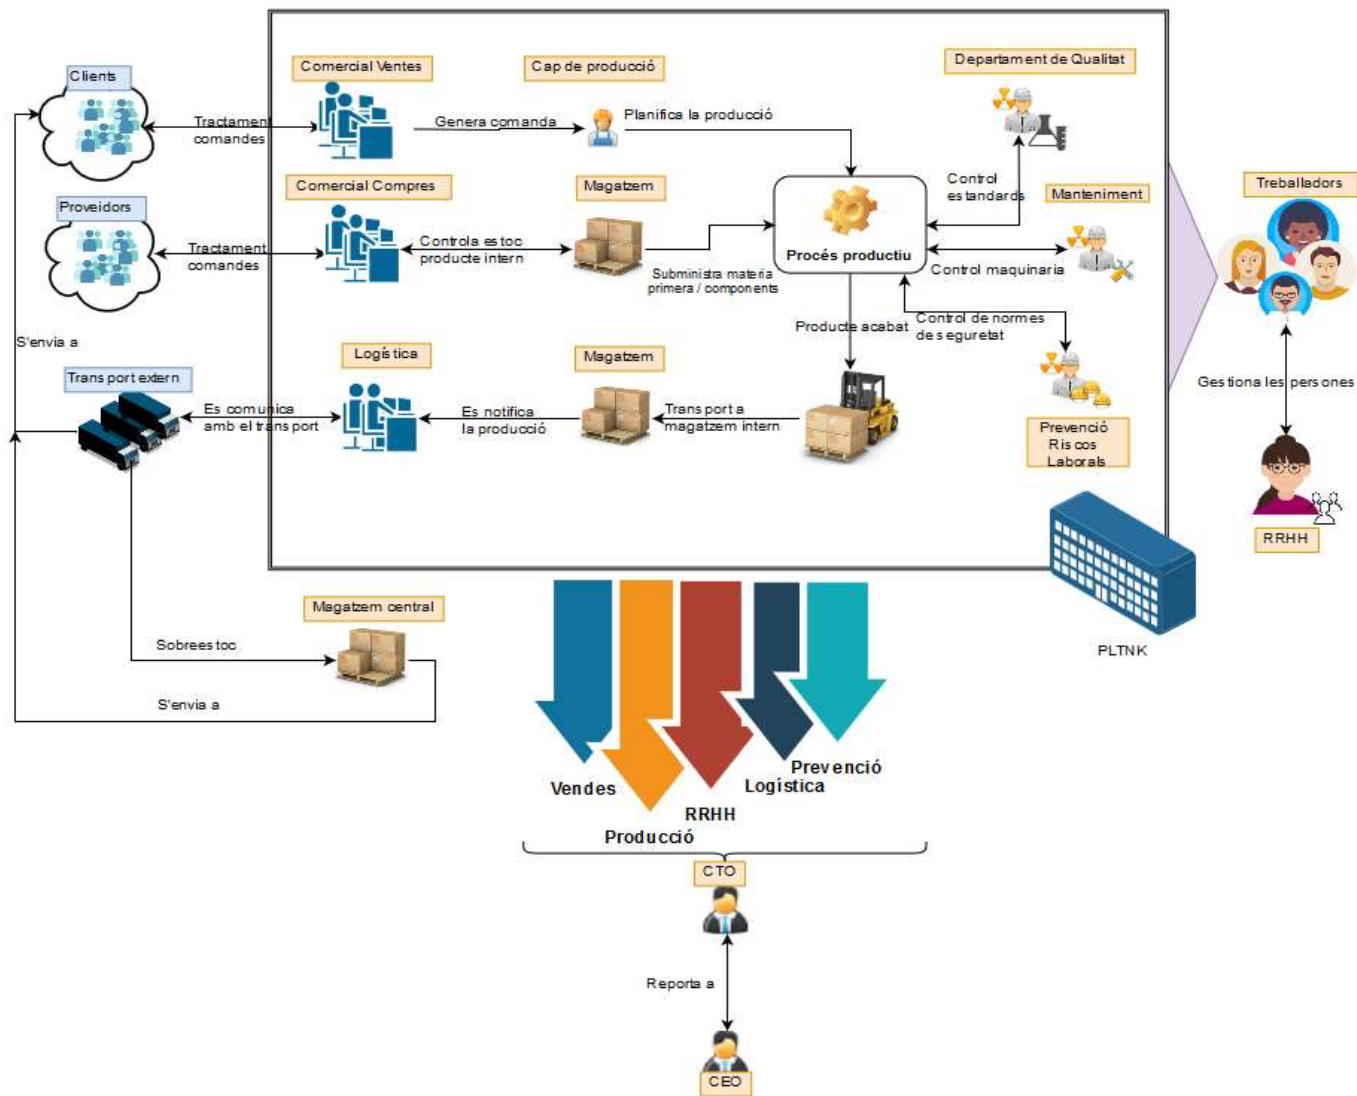 Clients
Comercial Ventes
Cap de producció
Departament de Qualitat
Tractament
comandes
Genera comanda
Planifica la producció
Proveidors
Comercial Compres
Magatzem
Control
estandards
Manteniment
Treballadors
Tractament
comandes
Controla estoc
producte intern
Subministra materia
primera / components
Procés productiu
Control maquinaria
S'envia a
Transport extern
Logística
Magatzem
Producte acabat
Control de normes
de seguretat
Gestiona les persones
Es comunica
amb el transport
Es notifica
la producció
Transport a
magatzem intern
Prevenció
Riscos
Laborals
RRHH
Magatzem central
Sobreestoc
S'envia a
PLTNK
Vendes
Producció
RRHH
Logística
Prevenció
CTO
Reporta a
CEO